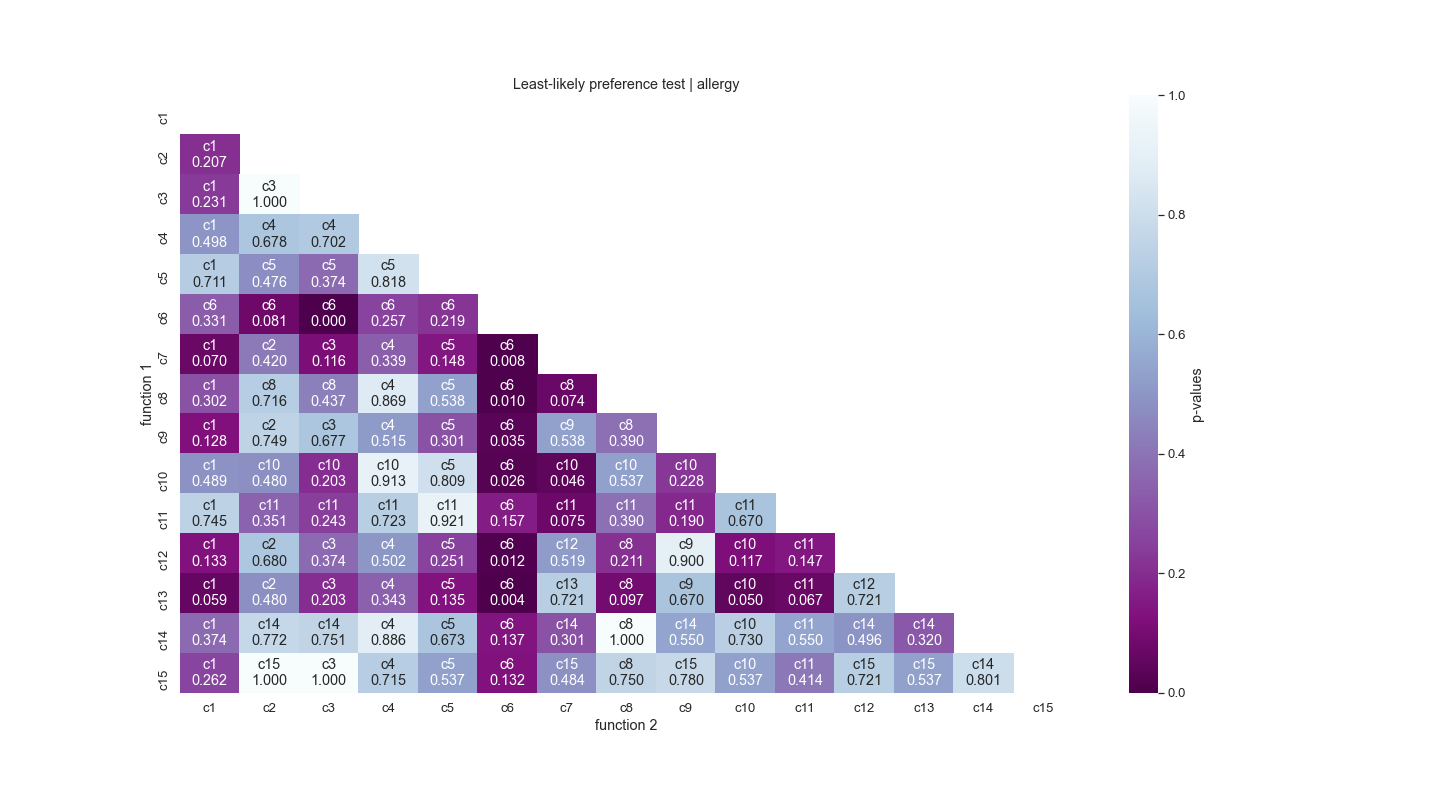 Least-likely preference test | allergy
c1
c2
c3
c4
c5
c6
c7
c8
c9
c10
c11
c12
c13
c14
c15
function 1
c1
0.207
c1 c3
0.231 1.000
c1 c4 c4
0.498 0.678 0.702
c1 c5 c5 c5
0.711 0.476 0.374 0.818
c6 c6 c6 c6 c6
0.331 0.081 0.000 0.257 0.219
c1 c2 c3 c4 c5 c6
0.070 0.420 0.116 0.339 0.148 0.008
c1 c8 c8 c4 c5 c6 c8
0.302 0.716 0.437 0.869 0.538 0.010 0.074
c1 c2 c3 c4 c5 c6 c9 c8
0.128 0.749 0.677 0.515 0.301 0.035 0.538 0.390
c1 c10 c10 c10 c5 c6 c10 c10 c10
0.489 0.480 0.203 0.913 0.809 0.026 0.046 0.537 0.228
c1 c11 c11 c11 c11 c6 c11 c11 c11 c11
0.745 0.351 0.243 0.723 0.921 0.157 0.075 0.390 0.190 0.670
c1 c2 c3 c4 c5 c6 c12 c8 c9 c10 c11
0.133 0.680 0.374 0.502 0.251 0.012 0.519 0.211 0.900 0.117 0.147
c1 c2 c3 c4 c5 c6 c13 c8 c9 c10 c11 c12
0.059 0.480 0.203 0.343 0.135 0.004 0.721 0.097 0.670 0.050 0.067 0.721
c1 c14 c14 c4 c5 c6 c14 c8 c14 c10 c11 c14 c14
0.374 0.772 0.751 0.886 0.673 0.137 0.301 1.000 0.550 0.730 0.550 0.496 0.320
c1 c15 c3 c4 c5 c6 c15 c8 c15 c10 c11 c15 c15 c14
0.262 1.000 1.000 0.715 0.537 0.132 0.484 0.750 0.780 0.537 0.414 0.721 0.537 0.801
c1 c2 c3 c4 c5 c6 c7 c8 c9 c10 c11 c12 c13 c14 c15
function 2
1.0
0.8
0.6
0.4
0.2
0.0
p-values